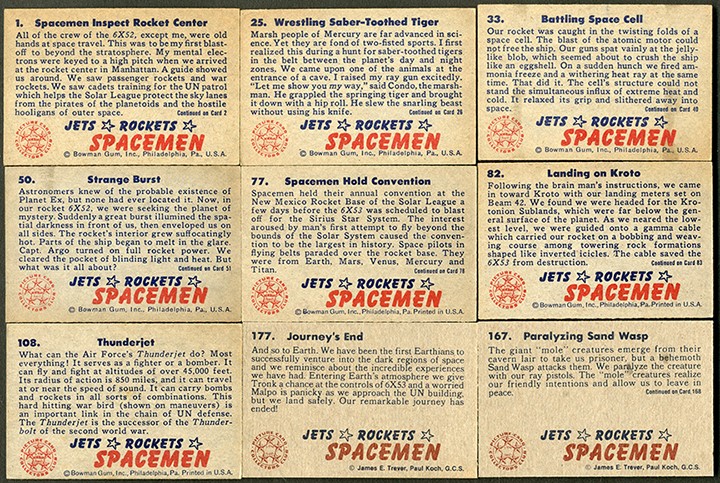 1. Spacemen Inspect Rocket Center
All of the crew of the 6X52, except me, were old
hands at space travel. This was to be my first blast-
off to beyond the stratosphere. My mental elec-
trons were keyed to a high pitch when we arrived
at the rocket center in Manhattan. A guide showed
us around. We saw passenger rockets and war
rockets. We saw cadets training for the UN patrol
which helps the Solar League protect the sky lanes
from the pirates of the planetoids and the hostile
hooligans of outer space. Continued on Card 2
JETS ROCKETS
SPACEMEN
© Bowman Gum, Inc., Philadelphia, Pa., U.S.A.
25. Wrestling Saber-Toothed Tiger
Marsh people of Mercury are far advanced in sci-
ence. Yet they are fond of two-fisted sports. I first
realized this during a hunt for saber-toothed tigers
in the belt between the planet's day and night
zones. We came upon one of the animals at the
entrance of a cave. I raised my ray gun excitedly.
"Let me show you my way," said Condo, the marsh-
man. He grappled the springing tiger and brought
it down with a hip roll. He slew the snarling beast
without using his knife. Continued on Card 26
JETS ROCKETS
SPACEMEN
© Bowman Gum, Inc., Philadelphia, Pa., U.S.A.
33. Battling Space Cell
Our rocket was caught in the twisting folds of a
space cell. The blast of the atomic motor could
not free the ship. Our guns spat vainly at the jelly-
like blob, which seemed about to crush the ship
like an eggshell. On a sudden hunch we fired am-
monia freeze and a withering heat ray at the same
time. That did it. The cell's structure could not
stand the simultaneous influx of extreme heat and
cold. It relaxed its grip and slithered away into
space. Continued on Card 40
JETS ROCKETS
SPACEMEN
© Bowman Gum, Inc., Philadelphia, Pa., U.S.A.
50. Strange Burst
Astronomers knew of the probable existence of
Planet Ex, but none had ever located it. Now, in
our rocket 6X52, we were seeking the planet of
mystery. Suddenly a great burst illumined the spa-
tial darkness in front of us, then enveloped us on
all sides. The rocket's interior grew suffocatingly
hot. Parts of the ship began to melt in the glare.
Capt. Argo turned on full rocket power. We
cleared the pocket of blinding light and heat. But
what was it all about? Continued on Card 51
JETS ROCKETS
SPACEMEN
© Bowman Gum, Inc., Philadelphia, Pa., U.S.A.
77. Spacemen Hold Convention
Spacemen held their annual convention at the
New Mexico Rocket Base of the Solar League a
few days before the 6X53 was scheduled to blast
off for the Sirius Star System. The interest
aroused by man's first attempt to fly beyond the
bounds of the Solar System caused the conven-
tion to be the largest in history. Space pilots in
flying belts paraded over the rocket base. They
were from Earth, Mars, Venus, Mercury and
Titan. Continued on Card 78
JETS ROCKETS
SPACEMEN
© Bowman Gum, Inc., Philadelphia, Pa. Printed in U.S.A.
82. Landing on Kroto
Following the brain man's instructions, we came
in toward Kroto with our landing meters set on
Beam 42. We found we were headed for the Kro-
tonion Sublands, which were far below the gen-
eral surface of the planet. As we neared the low-
est level, we were guided onto a gamma cable
which carried our rocket on a bobbing and weav-
ing course among towering rock formations
shaped like inverted icicles. The cable saved the
6X53 from destruction. Continued on Card 83
JETS ROCKETS
SPACEMEN
© Bowman Gum, Inc., Philadelphia, Pa. Printed in U.S.A.
108. Thunderjet
What can the Air Force's Thunderjet do? Most
everything! It serves as a fighter or a bomber. It
can fly and fight at altitudes of over 45,000 feet.
Its radius of action is 850 miles, and it can travel
at or near the speed of sound. It can carry bombs
and rockets in all sorts of combinations. This
hard hitting war bird (shown on maneuvers) is
an important link in the chain of UN defense.
The Thunderjet is the successor of the Thunder-
bolt of the second world war.
JETS ROCKETS
SPACEMEN
© Bowman Gum, Inc., Philadelphia, Pa. Printed in U.S.A.
177. Journey's End
And so to Earth. We have been the first Earthians to
successfully venture into the dark regions of space
and we reminisce about the incredible experiences
we have had. Entering Earth's atmosphere we give
Tronk a chance at the controls of 6X53 and a worried
Malpo is panicky as we approach the UN building,
but we land safely. Our remarkable journey has
ended!
JETS ROCKETS
SPACEMEN
© James E. Trever, Paul Koch, G.C.S.
167. Paralyzing Sand Wasp
The giant "mole" creatures emerge from their
cavern lair to take us prisoner, but a behemoth
Sand Wasp attacks them. We paralyze the creature
with our ray pistols. The "mole" creatures realize
our friendly intentions and allow us to leave in
peace. Continued on Card 168
JETS ROCKETS
SPACEMEN
© James E. Trever, Paul Koch, G.C.S.